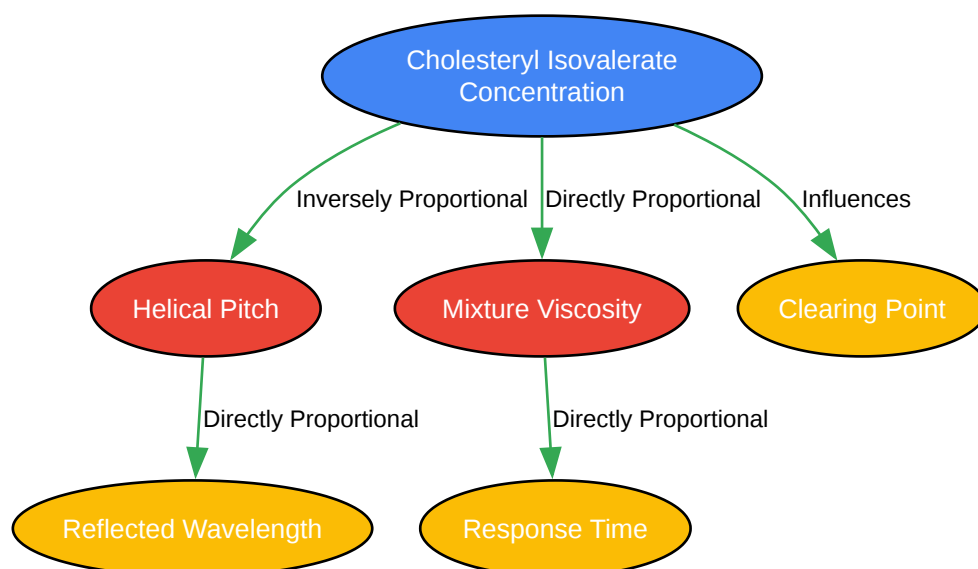 Cholesteryl Isovalerate
Concentration
Inversely Proportional
Directly Proportional
Influences
Helical Pitch
Mixture Viscosity
Clearing Point
Directly Proportional
Directly Proportional
Reflected Wavelength
Response Time